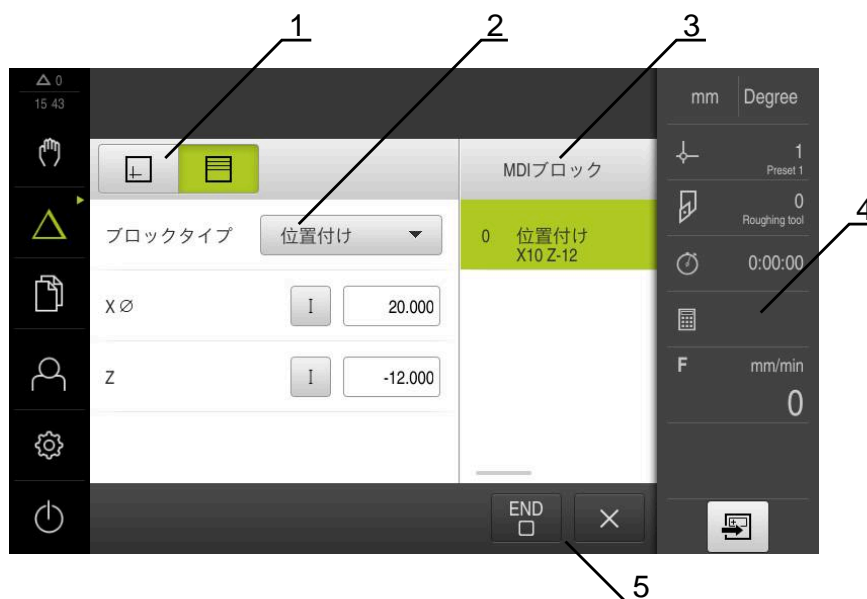 1 2 3
0
15 43
mm Degree
1
Preset 1
MDIブロック
0
Roughing tool
4
ブロックタイプ 位置付け
0 位置付け
X10 Z-12
0:00:00
X Ø I 20.000
Z I -12.000
F mm/min
0
END
5